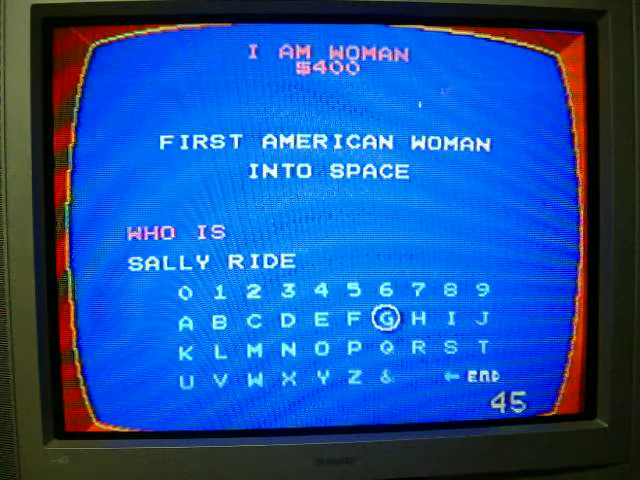 I AM WOMAN
$400
FIRST AMERICAN WOMAN
INTO SPACE
WHO IS
SALLY RIDE
0 1 2 3 4 5 6 7 8 9
A B C D E F G H I J
K L M N O P Q R S T
U V W X Y Z & ← END
45